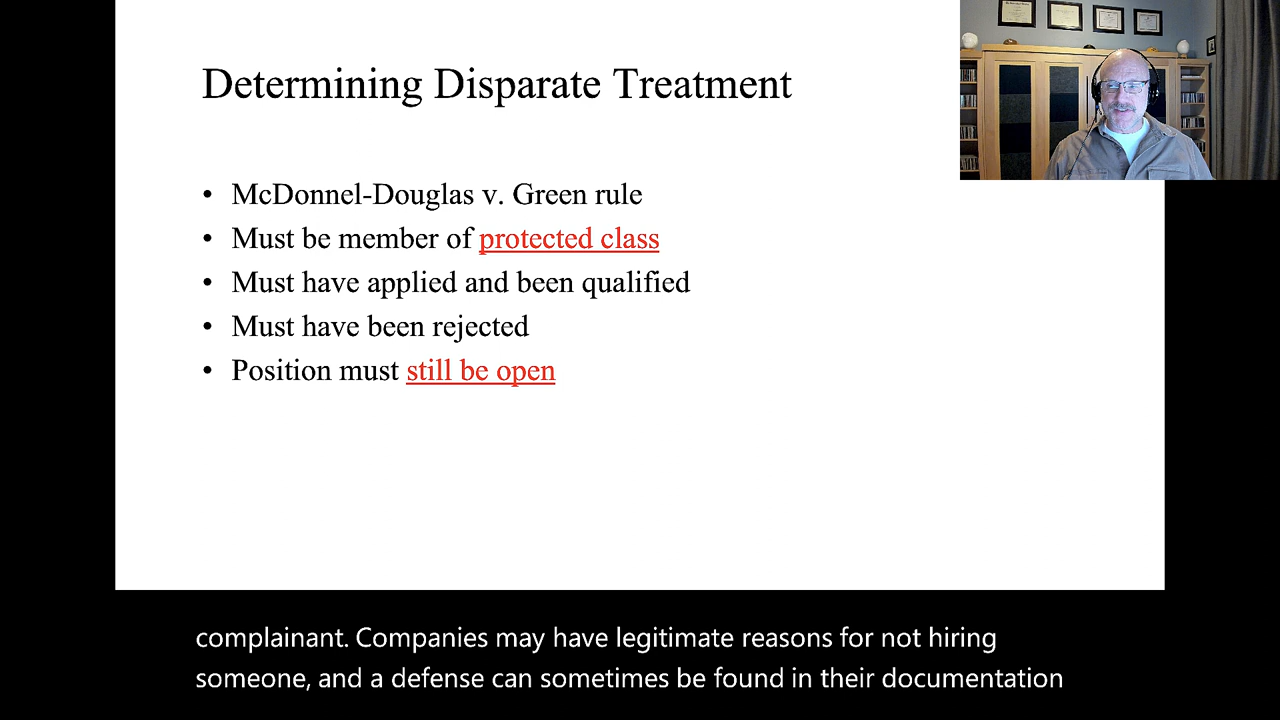 Determining Disparate Treatment
• McDonnel-Douglas v. Green rule
• Must be member of protected class
• Must have applied and been qualified
• Must have been rejected
• Position must still be open
complainant. Companies may have legitimate reasons for not hiring
someone, and a defense can sometimes be found in their documentation